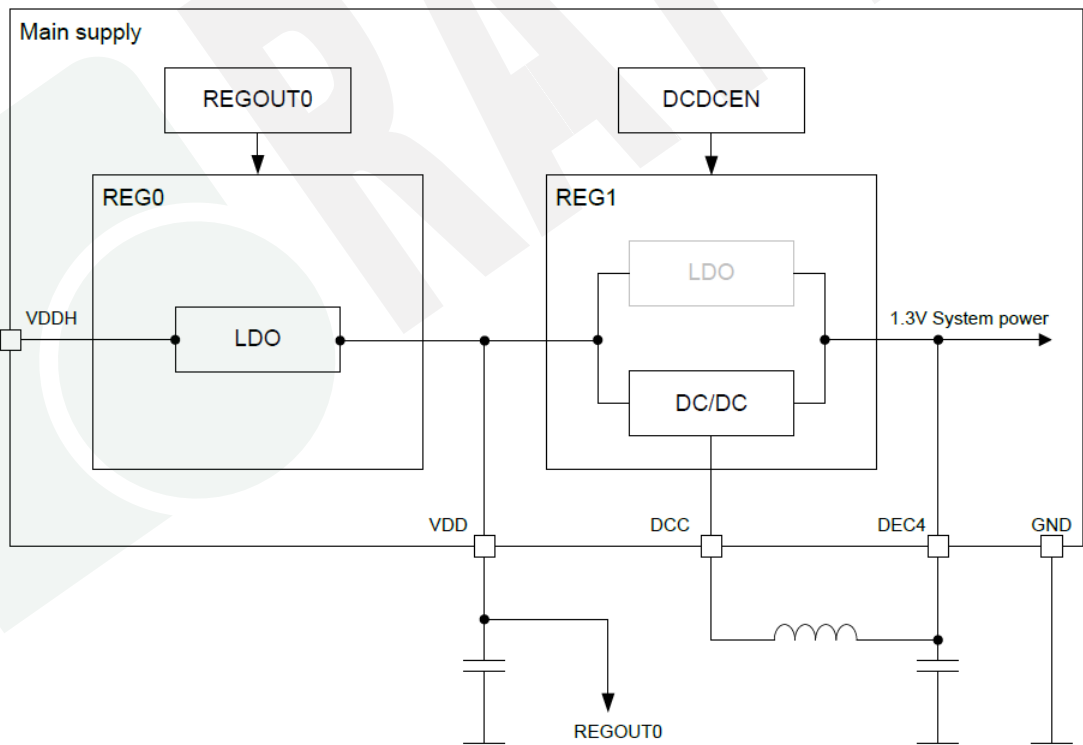 Main supply
REGOUT0
DCDCEN
REG0
REG1
LDO
VDDH
LDO
1.3V System power
DC/DC
VDD
DCC
DEC4
GND
REGOUT0